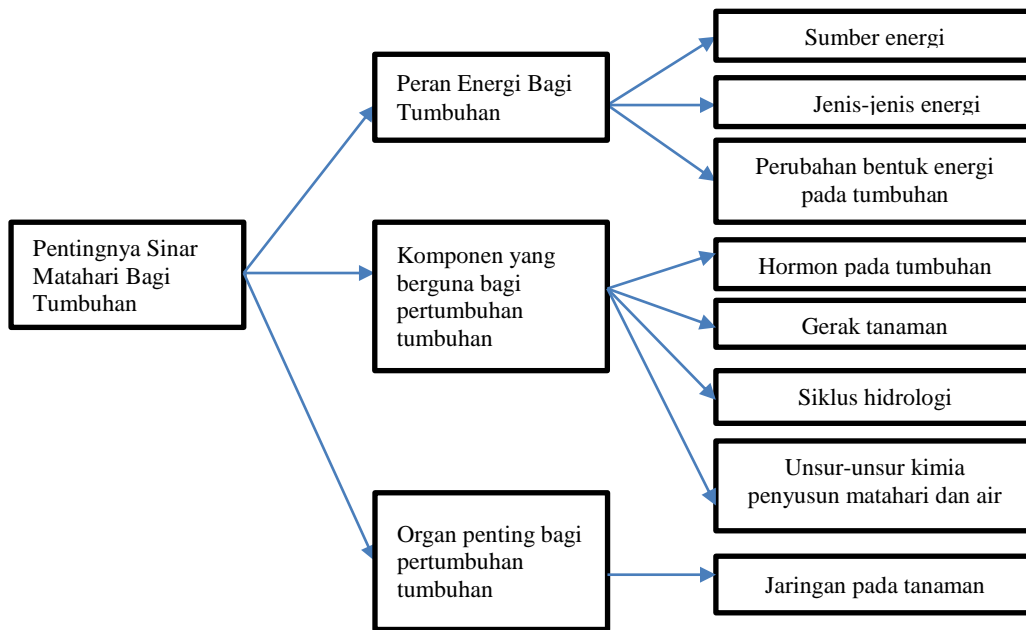 Pentingnya Sinar
Matahari Bagi
Tumbuhan
Peran Energi Bagi
Tumbuhan
Sumber energi
Jenis-jenis energi
Perubahan bentuk energi
pada tumbuhan
Komponen yang
berguna bagi
pertumbuhan
tumbuhan
Hormon pada tumbuhan
Gerak tanaman
Siklus hidrologi
Unsur-unsur kimia
penyusun matahari dan air
Organ penting bagi
pertumbuhan
tumbuhan
Jaringan pada tanaman